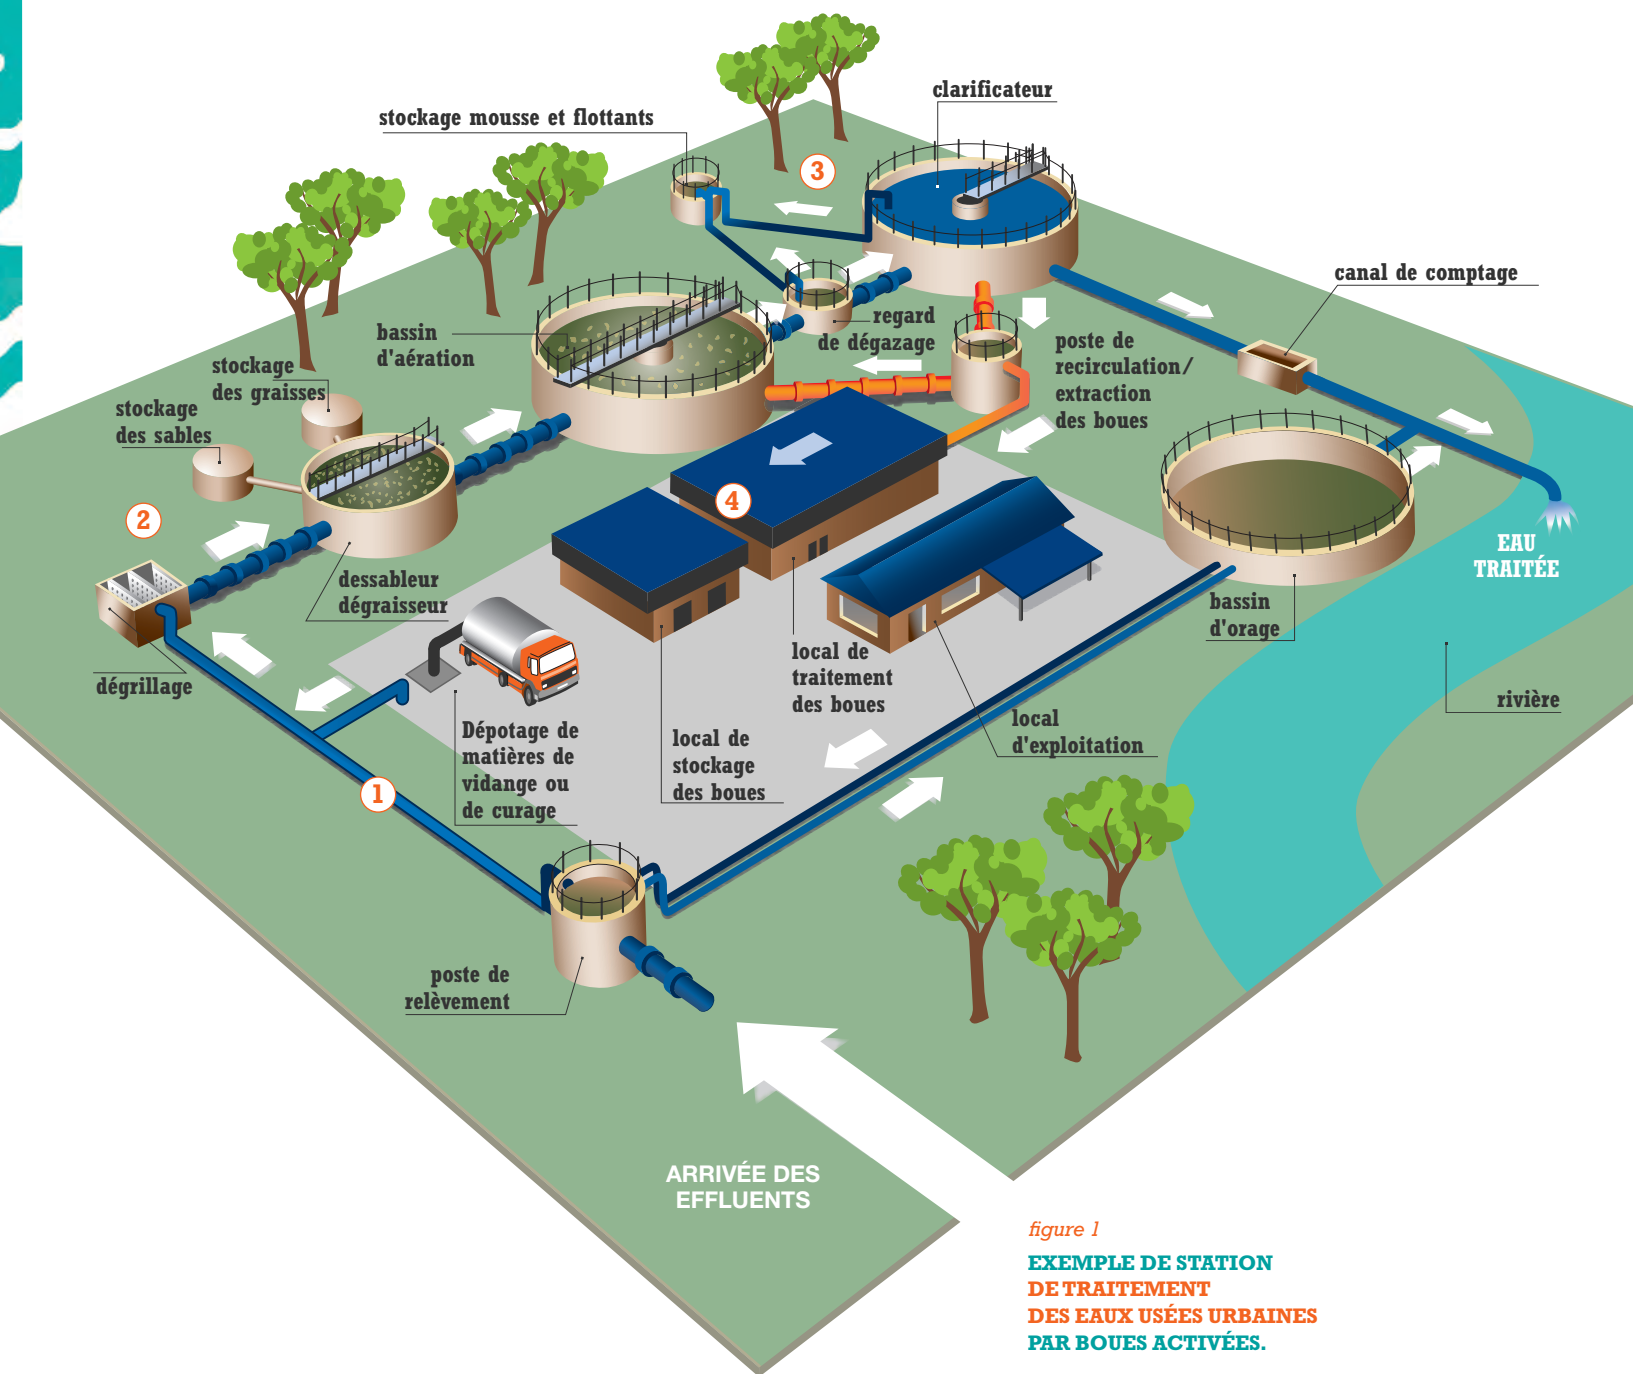 clarificateur
stockage mousse et flottants
3
canal de comptage
regard
de dégazage
bassin
d'aération
poste de
recirculation/
extraction
des boues
stockage
des graisses
stockage
des sables
2
4
EAU
TRAITÉE
dessableur
dégraisseur
bassin
d'orage
dégrillage
local de
traitement
des boues
rivière
local
d'exploitation
Dépotage de
matières de
vidange ou
de curage
local de
stockage
des boues
1
poste de
relèvement
ARRIVÉE DES
EFFLUENTS
figure 1
EXEMPLE DE STATION
DE TRAITEMENT
DES EAUX USÉES URBAINES
PAR BOUES ACTIVÉES.